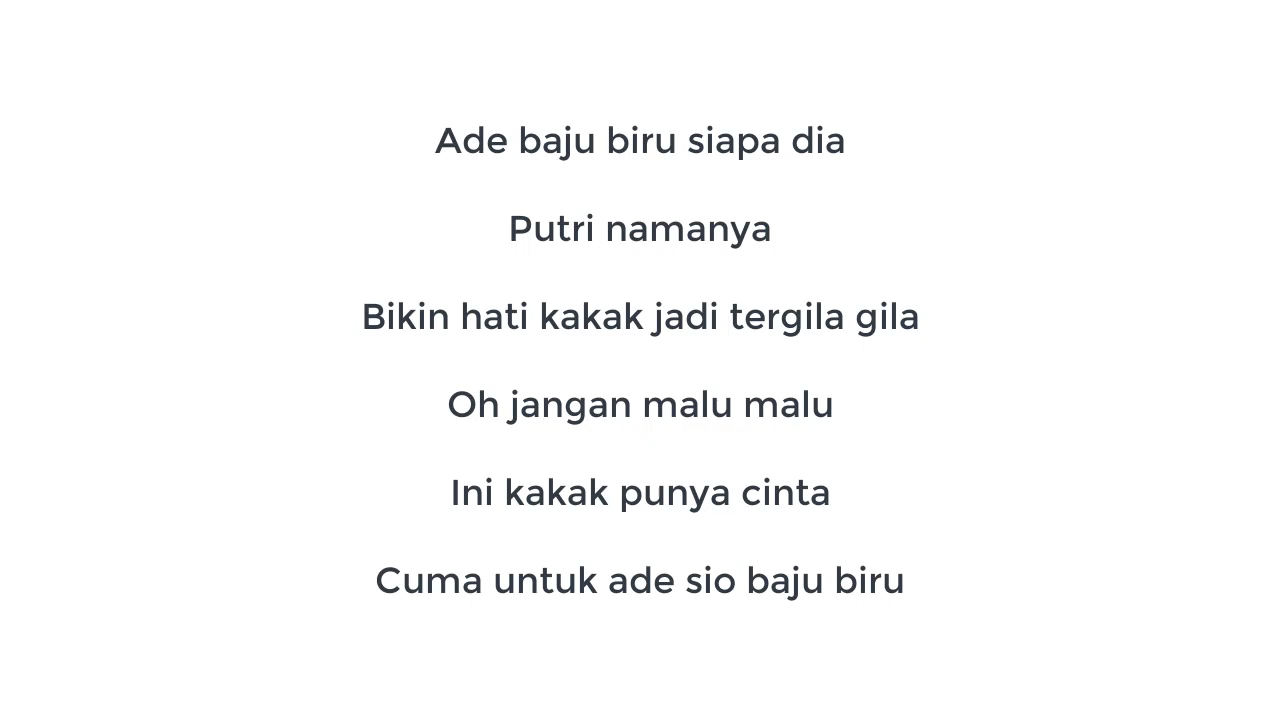 Ade baju biru siapa dia
Putri namanya
Bikin hati kakak jadi tergila gila
Oh jangan malu malu
Ini kakak punya cinta
Cuma untuk ade sio baju biru